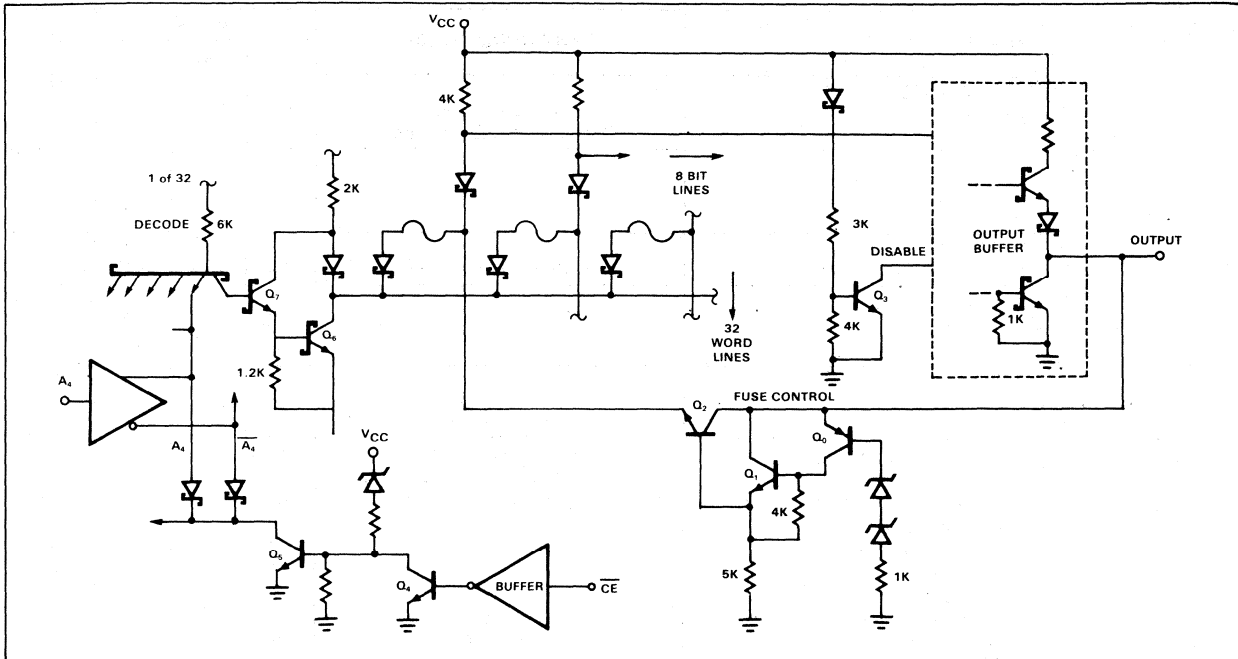 VCC
4K
1 of 32
DECODE
6K
2K
8 BIT
LINES
3K
DISABLE
OUTPUT
BUFFER
OUTPUT
Q7
Q6
Q3
4K
1K
32
WORD
LINES
1.2K
A4
FUSE CONTROL
Q2
Q0
VCC
A4
A̅4̅
Q1
4K
Q5
Q4
BUFFER
C̅E̅
5K
1K